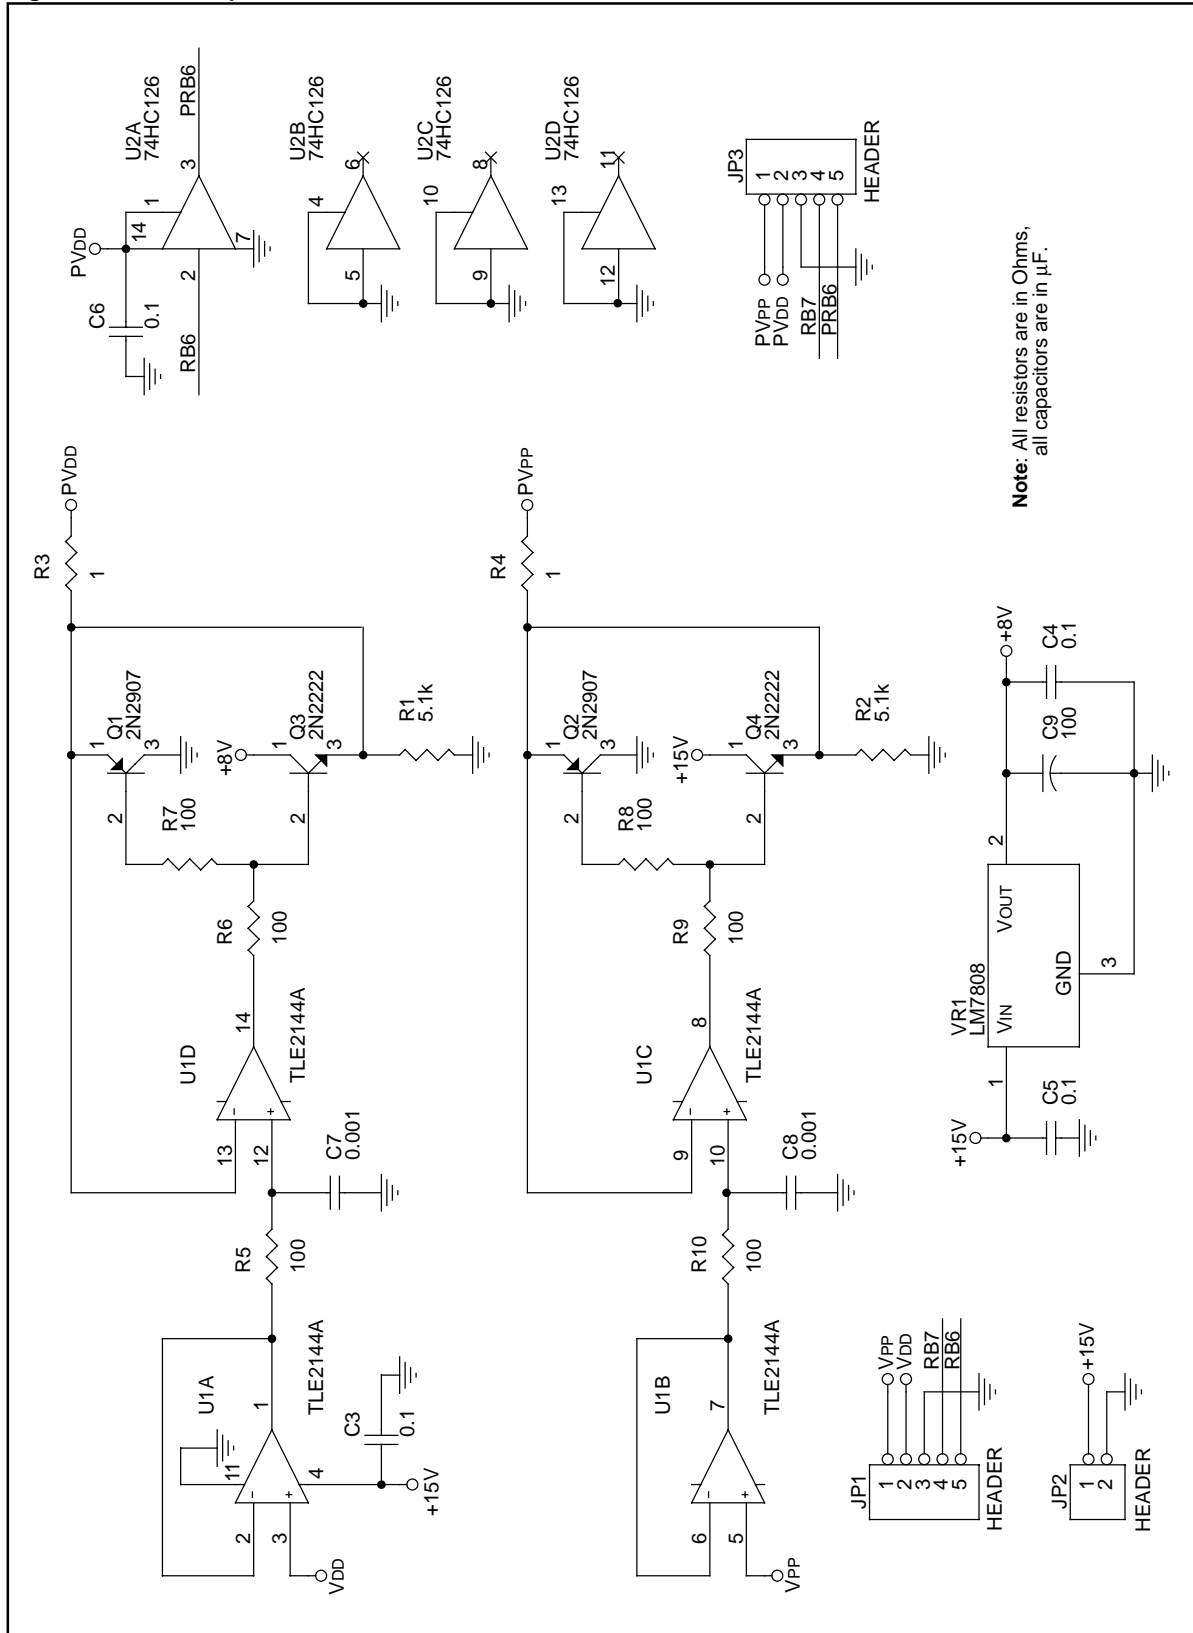 U1A
TLE2144A
11
2
3
1
4
-
+
VDD
C3
0.1
+15V
R5
100
C7
0.001
U1D
TLE2144A
13
12
14
-
+
R6
100
R7
100
2
1
3
Q1
2N2907
+8V
2
1
3
Q3
2N2222
R1
5.1k
R3
1
PVDD
RB6
C6
0.1
PVDD
14
1
2
3
7
U2A
74HC126
PRB6
U1B
TLE2144A
6
5
7
-
+
VPP
R10
100
C8
0.001
U1C
TLE2144A
9
10
8
-
+
R9
100
R8
100
2
1
3
Q2
2N2907
+15V
2
1
3
Q4
2N2222
R2
5.1k
R4
1
PVPP
4
5
6
U2B
74HC126
10
9
8
U2C
74HC126
13
12
11
U2D
74HC126
JP1
1
2
3
4
5
HEADER
VPP
VDD
RB7
RB6
JP2
1
2
HEADER
+15V
+15V
C5
0.1
1
VR1
LM7808
VIN
VOUT
GND
2
3
C9
100
C4
0.1
+8V
PVPP
PVDD
RB7
PRB6
JP3
1
2
3
4
5
HEADER
Note: All resistors are in Ohms,
all capacitors are in µF.